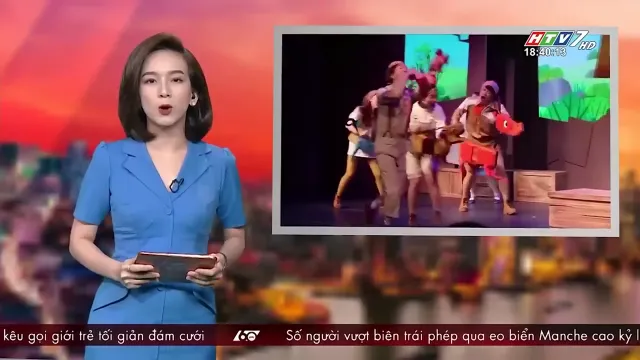 HTV7 HD
18:40:13
kêu gọi giới trẻ tối giản đám cưới 60 Số người vượt biên trái phép qua eo biển Manche cao kỷ l